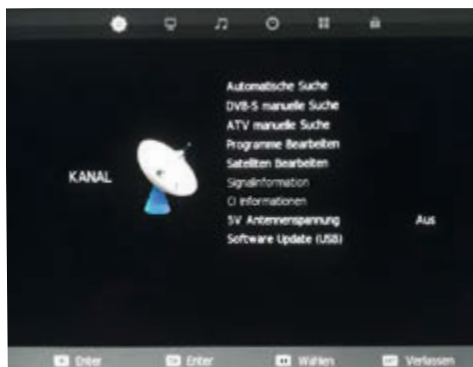 KANAL
Automatische Suche
DVB-S manuelle Suche
ATV manuelle Suche
Programme Bearbeiten
Satelliten Bearbeiten
Signalinformation
CI informationen
5V Antennenspannung Aus
Software Update (USB)
Enter Wählen Verlassen